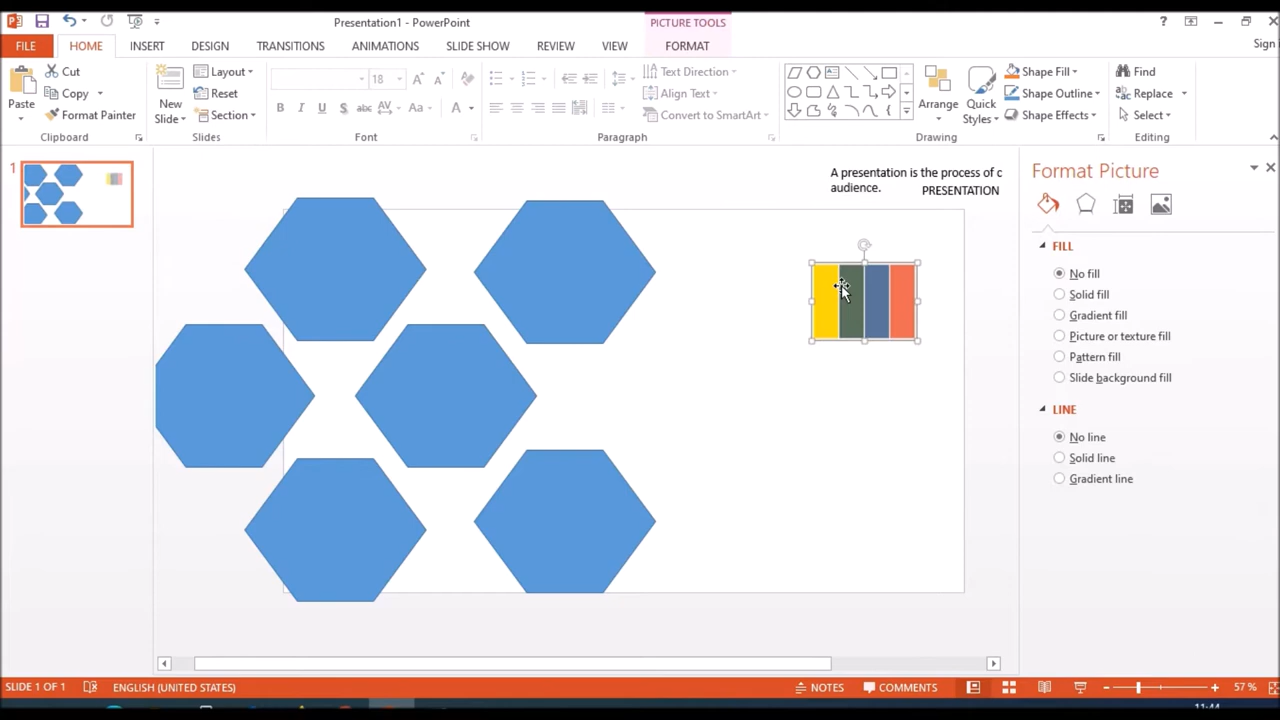 Presentation1 - PowerPoint
PICTURE TOOLS
?
FILE
HOME
INSERT
DESIGN
TRANSITIONS
ANIMATIONS
SLIDE SHOW
REVIEW
VIEW
FORMAT
Sign
Paste
Cut
Copy
Format Painter
Clipboard
New
Slide
Layout
Reset
Section
Slides
18
B I U S abc AV Aa A
Font
Text Direction
Align Text
Convert to SmartArt
Paragraph
Arrange
Quick
Styles
Shape Fill
Shape Outline
Shape Effects
Drawing
Find
Replace
Select
Editing
1
A presentation is the process of c
audience.
PRESENTATION
Format Picture
FILL
No fill
Solid fill
Gradient fill
Picture or texture fill
Pattern fill
Slide background fill
LINE
No line
Solid line
Gradient line
SLIDE 1 OF 1
ENGLISH (UNITED STATES)
NOTES
COMMENTS
57 %
11:44